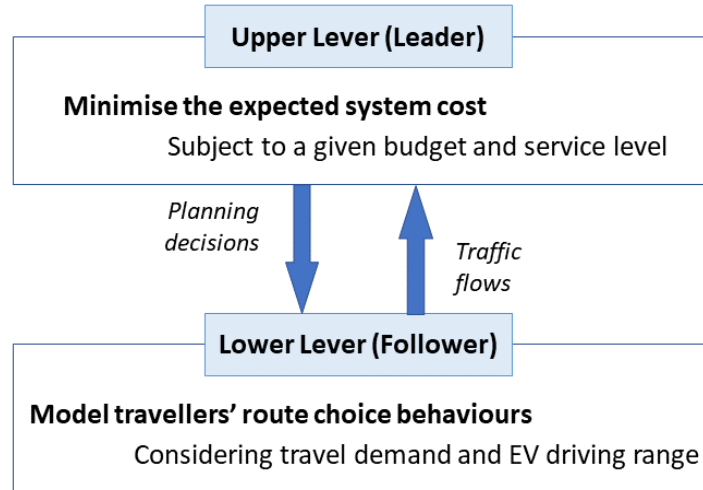 Upper Lever (Leader)
Minimise the expected system cost
Subject to a given budget and service level
Planning
decisions
Traffic
flows
Lower Lever (Follower)
Model travellers’ route choice behaviours
Considering travel demand and EV driving range